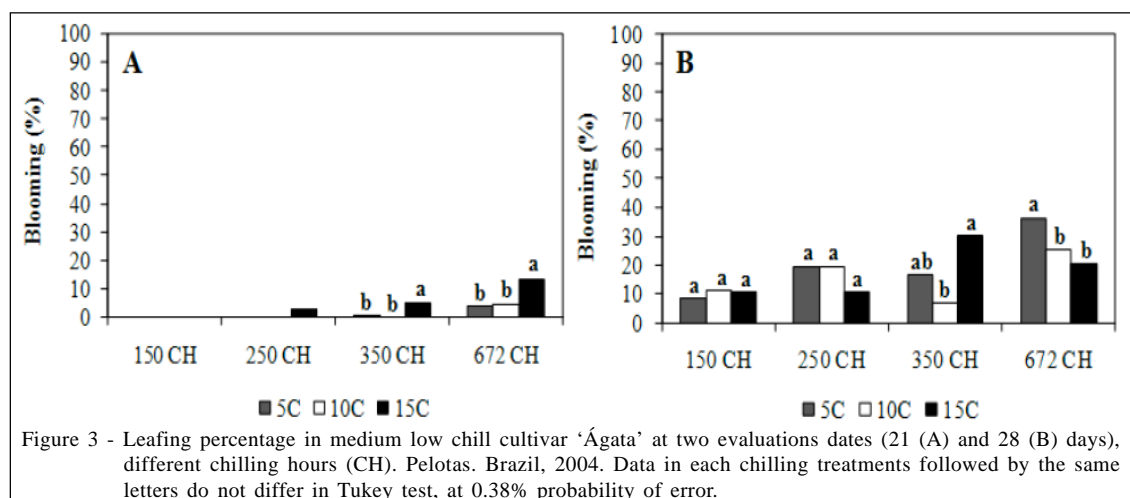 A
Blooming (%)
100
90
80
70
60
50
40
30
20
10
0
b b a
b b a
150 CH 250 CH 350 CH 672 CH
5C 10C 15C
B
Blooming (%)
100
90
80
70
60
50
40
30
20
10
0
a a a
a a a
ab b a
a b b
150 CH 250 CH 350 CH 672 CH
5C 10C 15C
Figure 3 - Leafing percentage in medium low chill cultivar ‘Ágata’ at two evaluations dates (21 (A) and 28 (B) days),
different chilling hours (CH). Pelotas. Brazil, 2004. Data in each chilling treatments followed by the same
letters do not differ in Tukey test, at 0.38% probability of error.